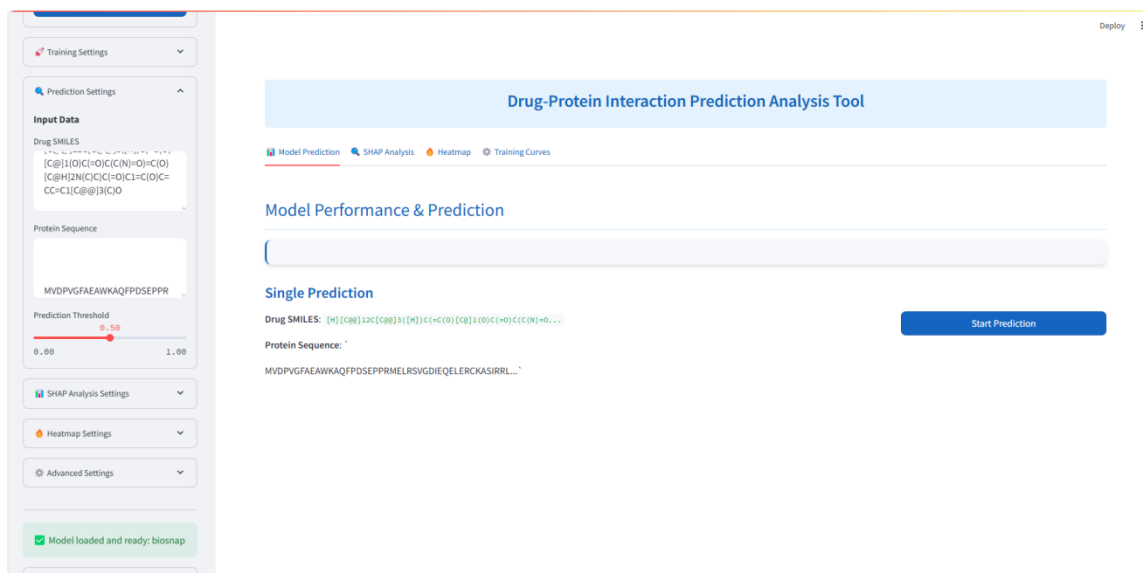 Deploy
Training Settings
Prediction Settings
Input Data
Drug SMILES
[C@]1(O)C(=O)C(C(N)=O)=C(O)
[C@H]2N(C)C)C(=O)C1=C(O)C=
CC=C1[C@@]3(C)O
Protein Sequence
MVDPVGFAEAWKAQFPDSEPPR
Prediction Threshold
0.50
0.00 1.00
SHAP Analysis Settings
Heatmap Settings
Advanced Settings
Model loaded and ready: biosnap
Drug-Protein Interaction Prediction Analysis Tool
Model Prediction SHAP Analysis Heatmap Training Curves
Model Performance & Prediction
Single Prediction
Drug SMILES: [H][C@@]12C[C@@]3([H])C(=C(O)[C@]1(O)C(=O)C(C(N)=O...
Start Prediction
Protein Sequence: `
MVDPVGFAEAWKAQFPDSEPPRMELRSVGDIEQELERCKASIRRL...`